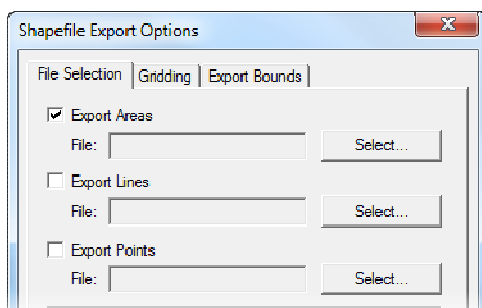 Shapefile Export Options
File Selection Gridding Export Bounds
Export Areas
File: Select...
Export Lines
File: Select...
Export Points
File: Select...